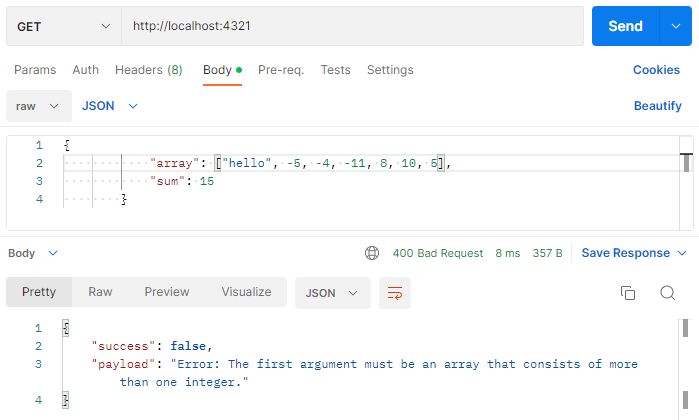 GET http://localhost:4321 Send
Params Auth Headers (8) Body Pre-req. Tests Settings Cookies
raw JSON Beautify
1 {
2 "array": ["hello", -5, -4, -11, 8, 10, 5],
3 "sum": 15
4 }
Body 400 Bad Request 8 ms 357 B Save Response
Pretty Raw Preview Visualize JSON
1 {
2 "success": false,
3 "payload": "Error: The first argument must be an array that consists of more
than one integer."
4 }